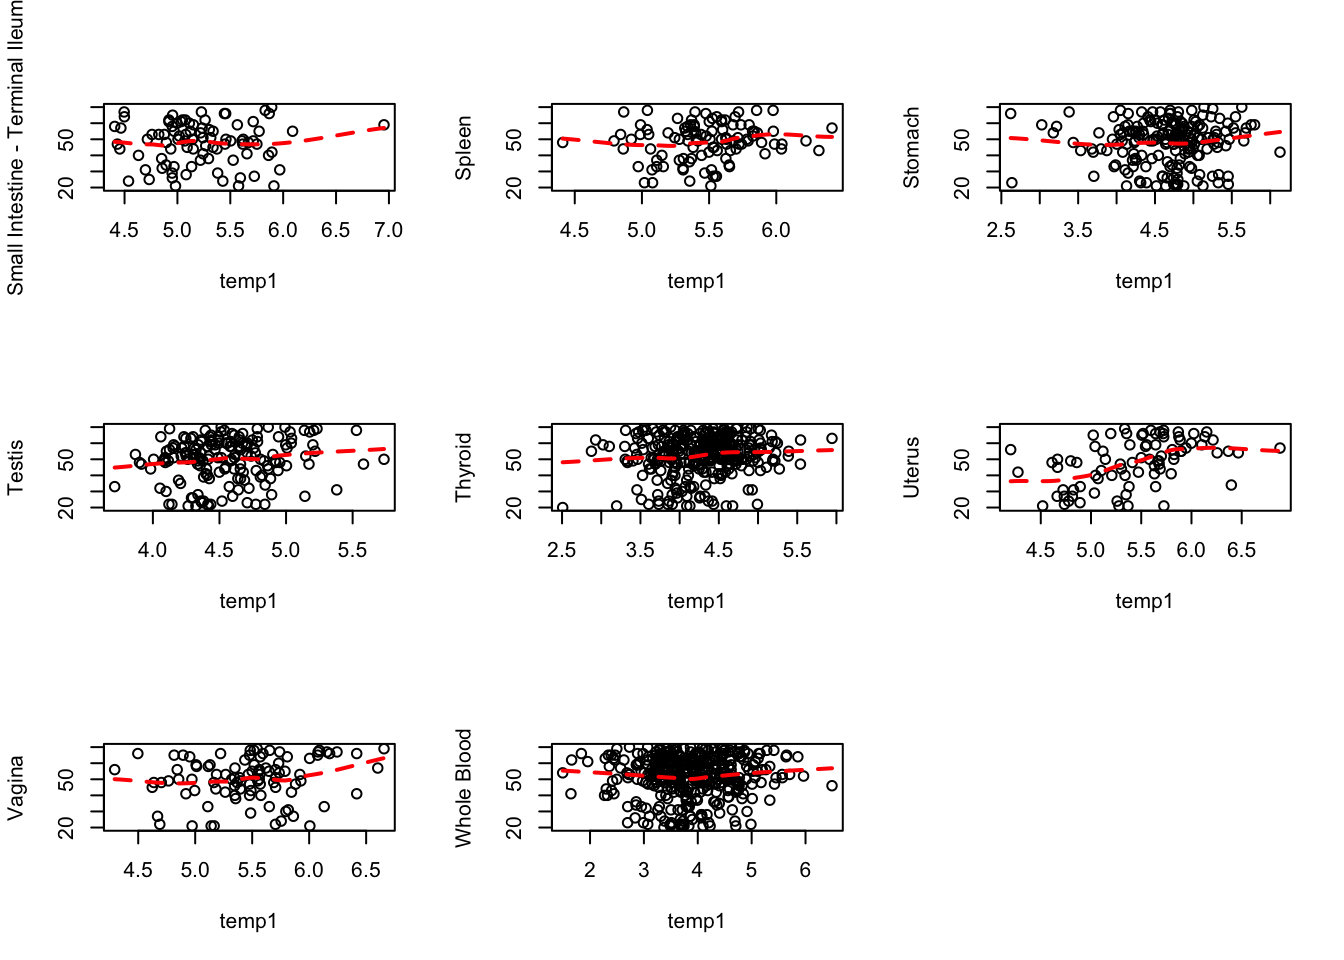 Small Intestine - Terminal Ileum
20 50
4.5 5.0 5.5 6.0 6.5 7.0
temp1
Spleen
20 50
4.5 5.0 5.5 6.0
temp1
Stomach
20 50
2.5 3.5 4.5 5.5
temp1
Testis
20 50
4.0 4.5 5.0 5.5
temp1
Thyroid
20 50
2.5 3.5 4.5 5.5
temp1
Uterus
20 50
4.5 5.0 5.5 6.0 6.5
temp1
Vagina
20 50
4.5 5.0 5.5 6.0 6.5
temp1
Whole Blood
20 50
2 3 4 5 6
temp1